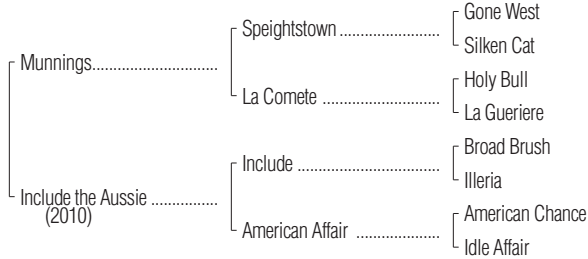 Gone West
Speightstown
Silken Cat
Munnings
Holy Bull
La Comete
La Gueriere
Broad Brush
Include
Illeria
Include the Aussie
(2010)
American Chance
American Affair
Idle Affair